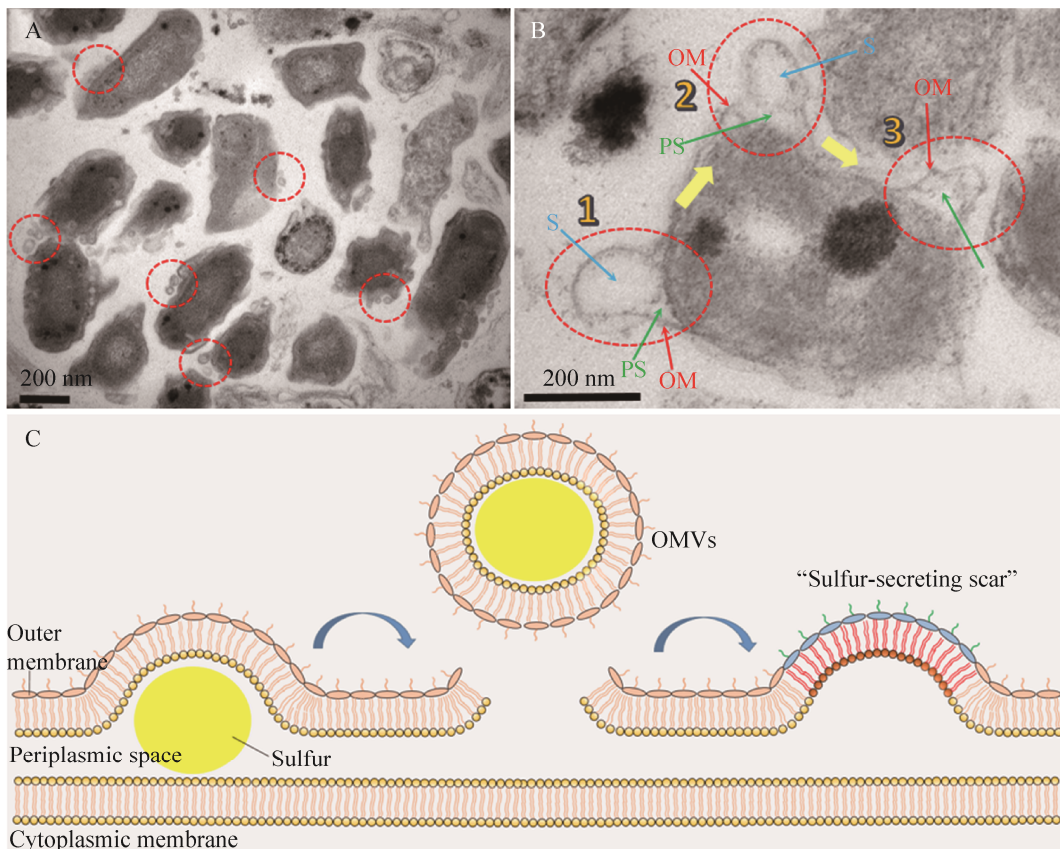 A
200 nm
B
OM
S
2
PS
3
OM
1
S
PS
OM
200 nm
C
OMVs
“Sulfur-secreting scar”
Outer
membrane
Periplasmic space
Sulfur
Cytoplasmic membrane